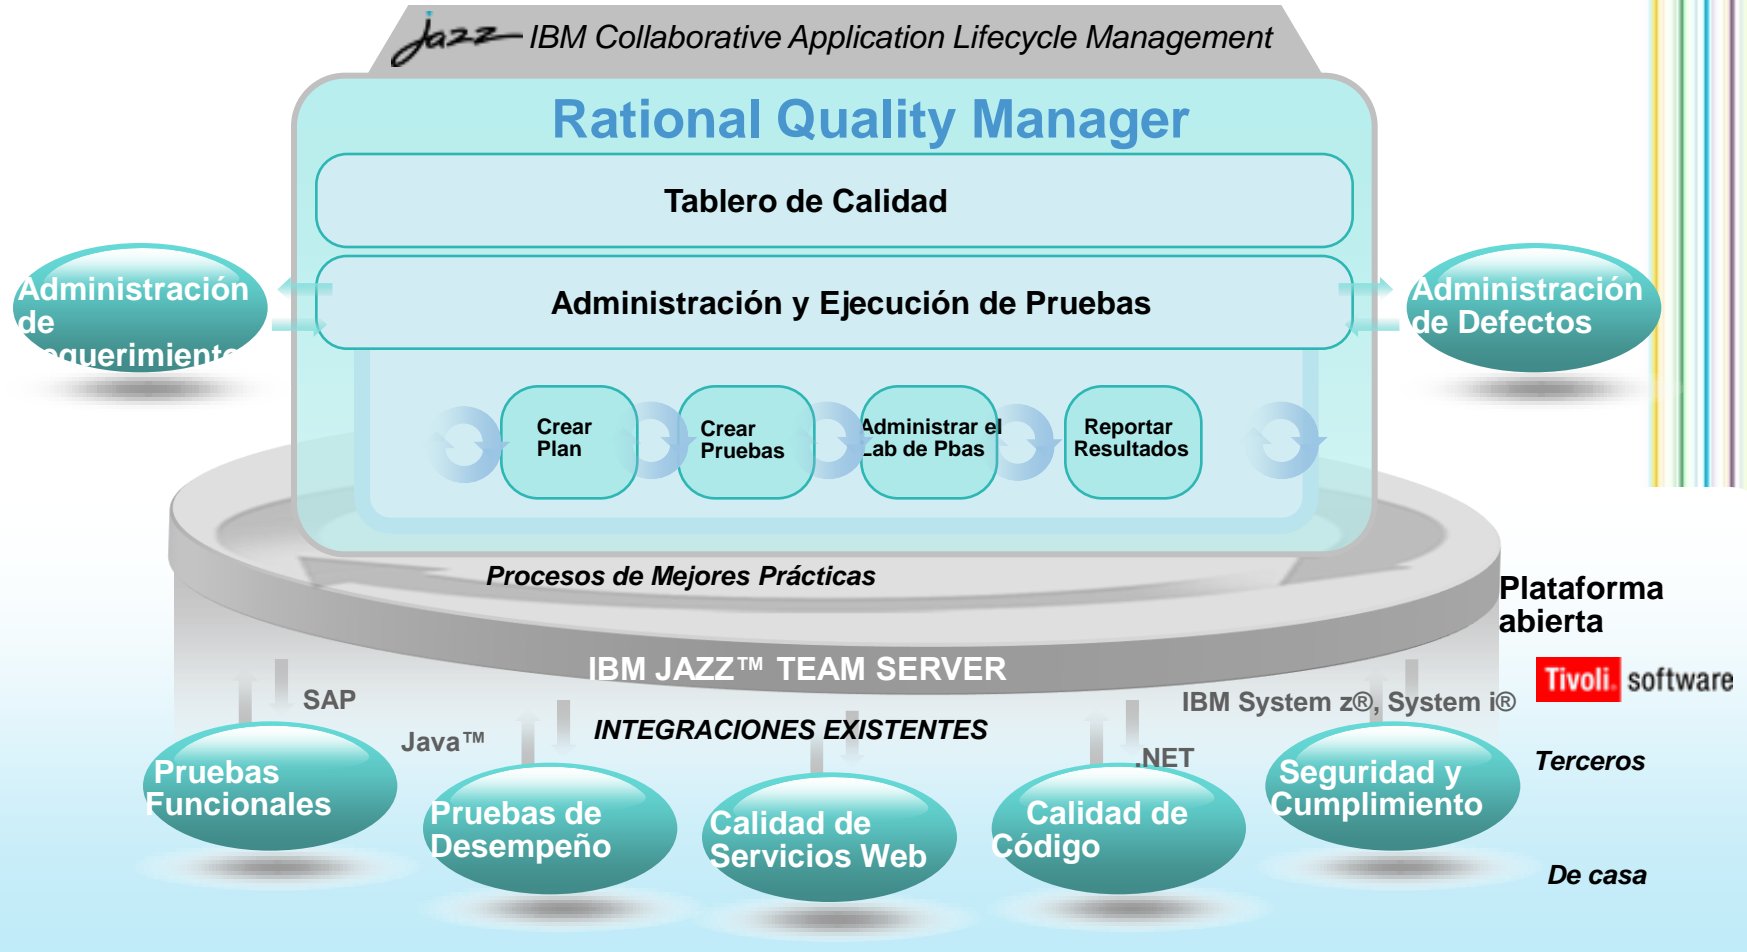 Jazz IBM Collaborative Application Lifecycle Management
Rational Quality Manager
Tablero de Calidad
Administración
de
Administración y Ejecución de Pruebas
Administración
de Defectos
Crear
Plan
Crear
Pruebas
Administrar el
Lab de Pbas
Reportar
Resultados
Procesos de Mejores Prácticas
Plataforma
abierta
IBM JAZZ™ TEAM SERVER
Tivoli. software
SAP
IBM System z®, System i®
Java™
INTEGRACIONES EXISTENTES
.NET
Terceros
Pruebas
Funcionales
Pruebas de
Desempeño
Calidad de
Servicios Web
Calidad de
Código
Seguridad y
Cumplimiento
De casa